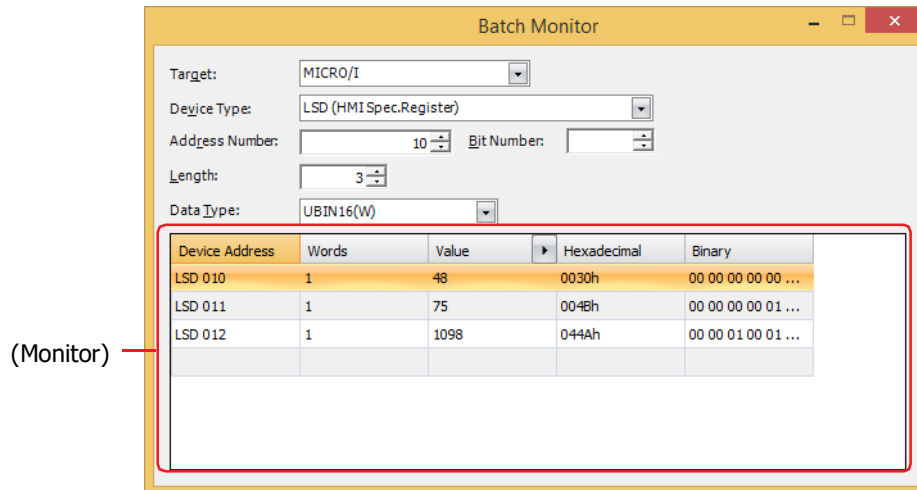 Batch Monitor
Target: MICRO/I
Device Type: LSD (HMI Spec.Register)
Address Number: 10 Bit Number:
Length: 3
Data Type: UBIN16(W)
Device Address Words Value Hexadecimal Binary
LSD 010 1 48 0030h 00 00 00 00 00 ...
LSD 011 1 75 004Bh 00 00 00 00 01 ...
LSD 012 1 1098 044Ah 00 00 01 00 01 ...
(Monitor)